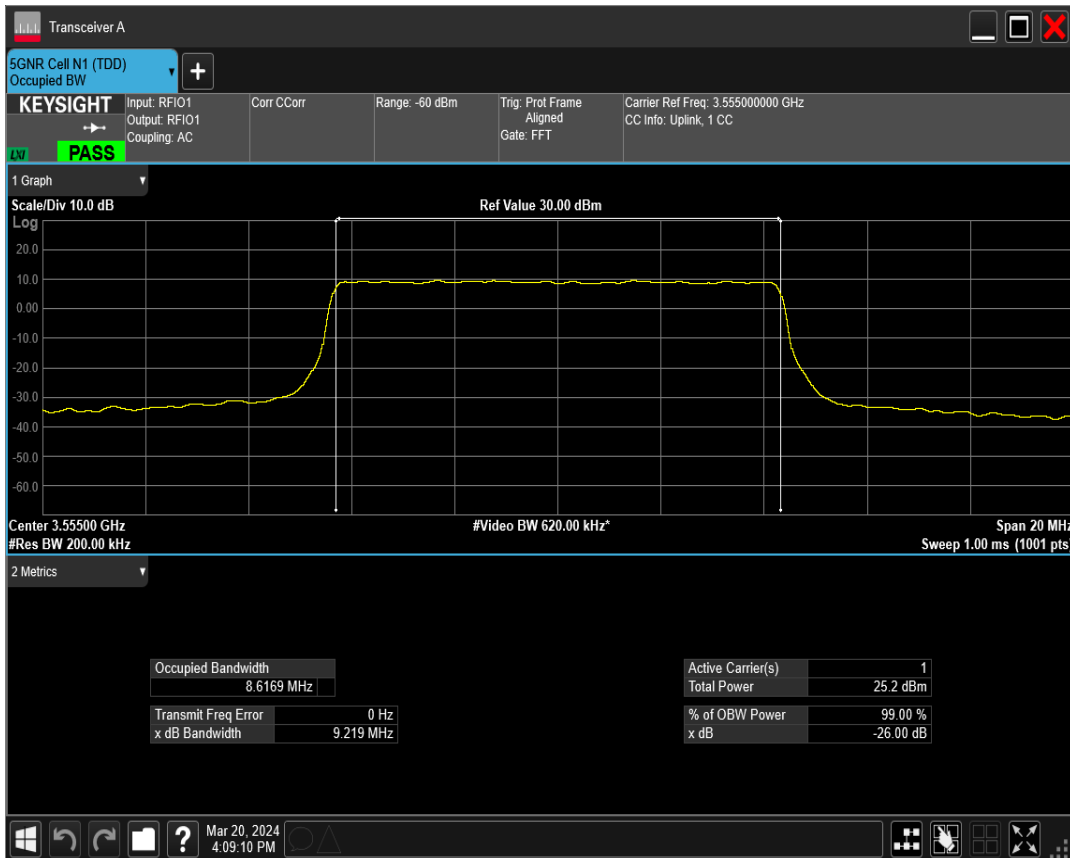 Transceiver A
5GNR Cell N1 (TDD)
Occupied BW
+
KEYSIGHT
LXI
PASS
Input: RFIO1
Output: RFIO1
Coupling: AC
Corr CCorr
Range: -60 dBm
Trig: Prot Frame
Aligned
Gate: FFT
Carrier Ref Freq: 3.555000000 GHz
CC Info: Uplink, 1 CC
1 Graph
Scale/Div 10.0 dB
Ref Value 30.00 dBm
Log
20.0
10.0
0.00
-10.0
-20.0
-30.0
-40.0
-50.0
-60.0
Center 3.55500 GHz
#Video BW 620.00 kHz*
Span 20 MHz
#Res BW 200.00 kHz
Sweep 1.00 ms (1001 pts)
2 Metrics
Occupied Bandwidth
8.6169 MHz
Transmit Freq Error 0 Hz
x dB Bandwidth 9.219 MHz
Active Carrier(s) 1
Total Power 25.2 dBm
% of OBW Power 99.00 %
x dB -26.00 dB
?
Mar 20, 2024
4:09:10 PM